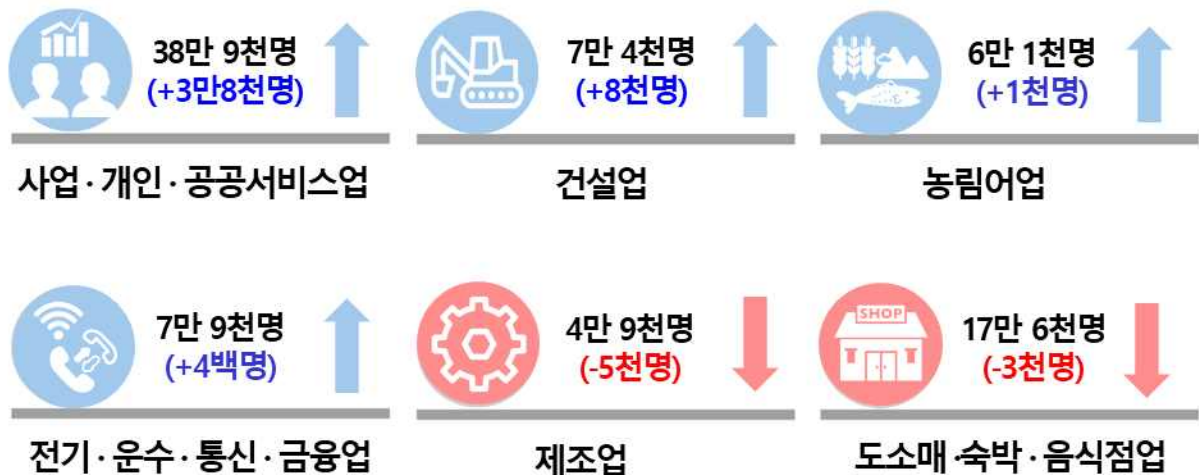 38만 9천명
(+3만8천명)
사업·개인·공공서비스업
7만 4천명
(+8천명)
건설업
6만 1천명
(+1천명)
농림어업
7만 9천명
(+4백명)
전기·운수·통신·금융업
4만 9천명
(-5천명)
제조업
SHOP
17만 6천명
(-3천명)
도소매·숙박·음식점업